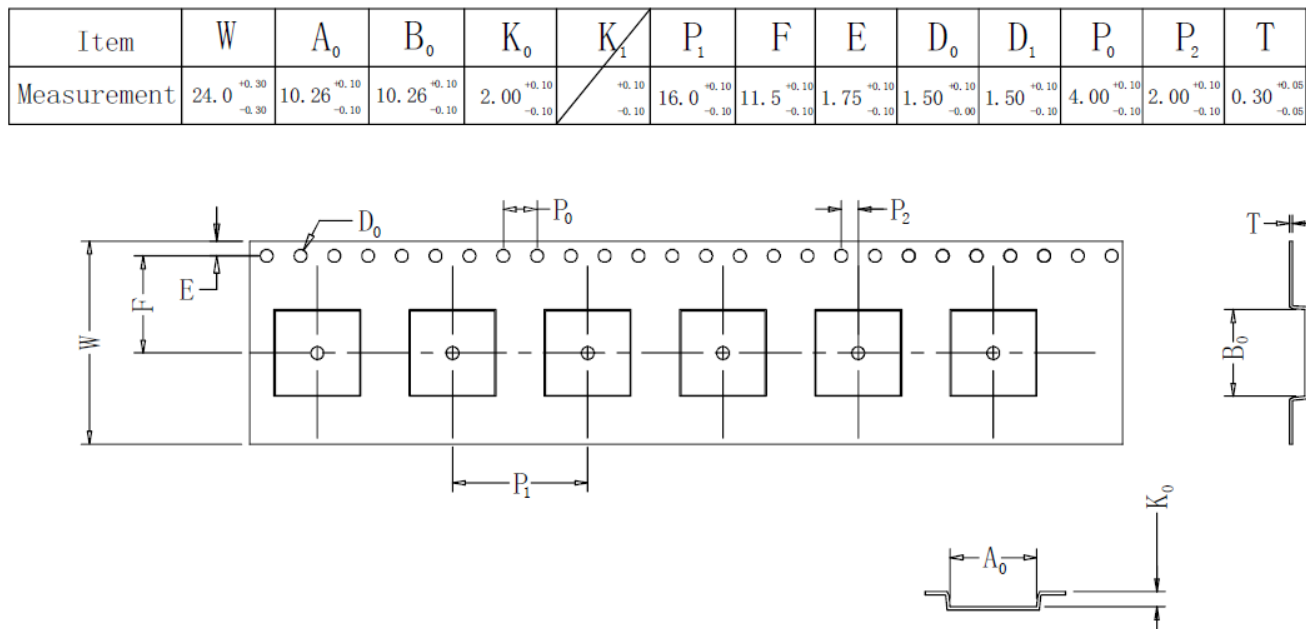 Item W A₀ B₀ K₀ K₁ P₁ F E D₀ D₁ P₀ P₂ T
Measurement 24.0 +0.30 -0.30 10.26 +0.10 -0.10 10.26 +0.10 -0.10 2.00 +0.10 -0.10 +0.10 -0.10 16.0 +0.10 -0.10 11.5 +0.10 -0.10 1.75 +0.10 -0.10 1.50 +0.10 -0.00 1.50 +0.10 -0.10 4.00 +0.10 -0.10 2.00 +0.10 -0.10 0.30 +0.05 -0.05
D₀ P₀ P₂ T
E F W B₀
P₁
A₀ K₀